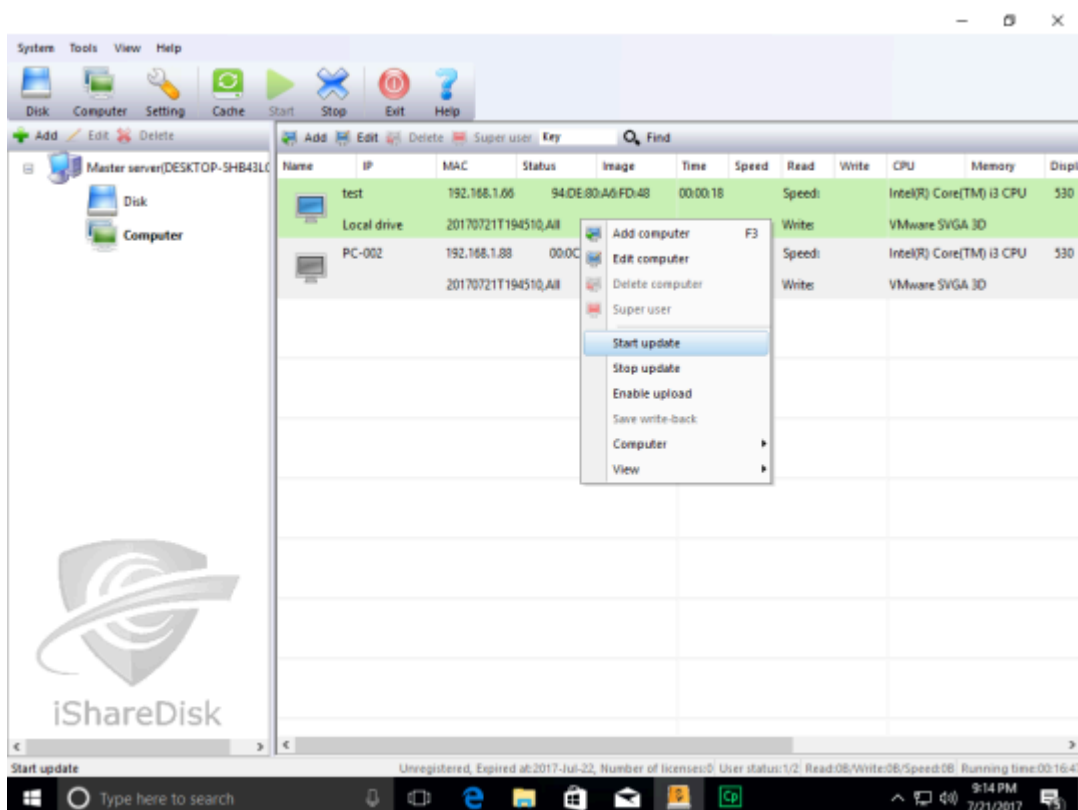 System Tools View Help
Disk Computer Setting Cache Start Stop Exit Help
Add Edit Delete
Add Edit Delete Super user Key Find
Master server(DESKTOP-5HB43L
Disk
Computer
Name IP MAC Status Image Time Speed Read Write CPU Memory Displ
test 192.168.1.66 94:DE:80:A6:FD:48 00:00:18 Speed: Intel(R) Core(TM) i3 CPU 530
Local drive 20170721T194510,All Write: VMware SVGA 3D
PC-002 192.168.1.88 00:0C Speed: Intel(R) Core(TM) i3 CPU 530
20170721T194510,All Write: VMware SVGA 3D
Add computer F3
Edit computer
Delete computer
Super user
Start update
Stop update
Enable upload
Save write-back
Computer
View
iShareDisk
Start update
Unregistered, Expired at:2017-Jul-22, Number of licenses:0 User status:1/2 Read:0B/Write:0B/Speed:0B Running time:00:16:4
Type here to search
Cp
9:14 PM
7/21/2017